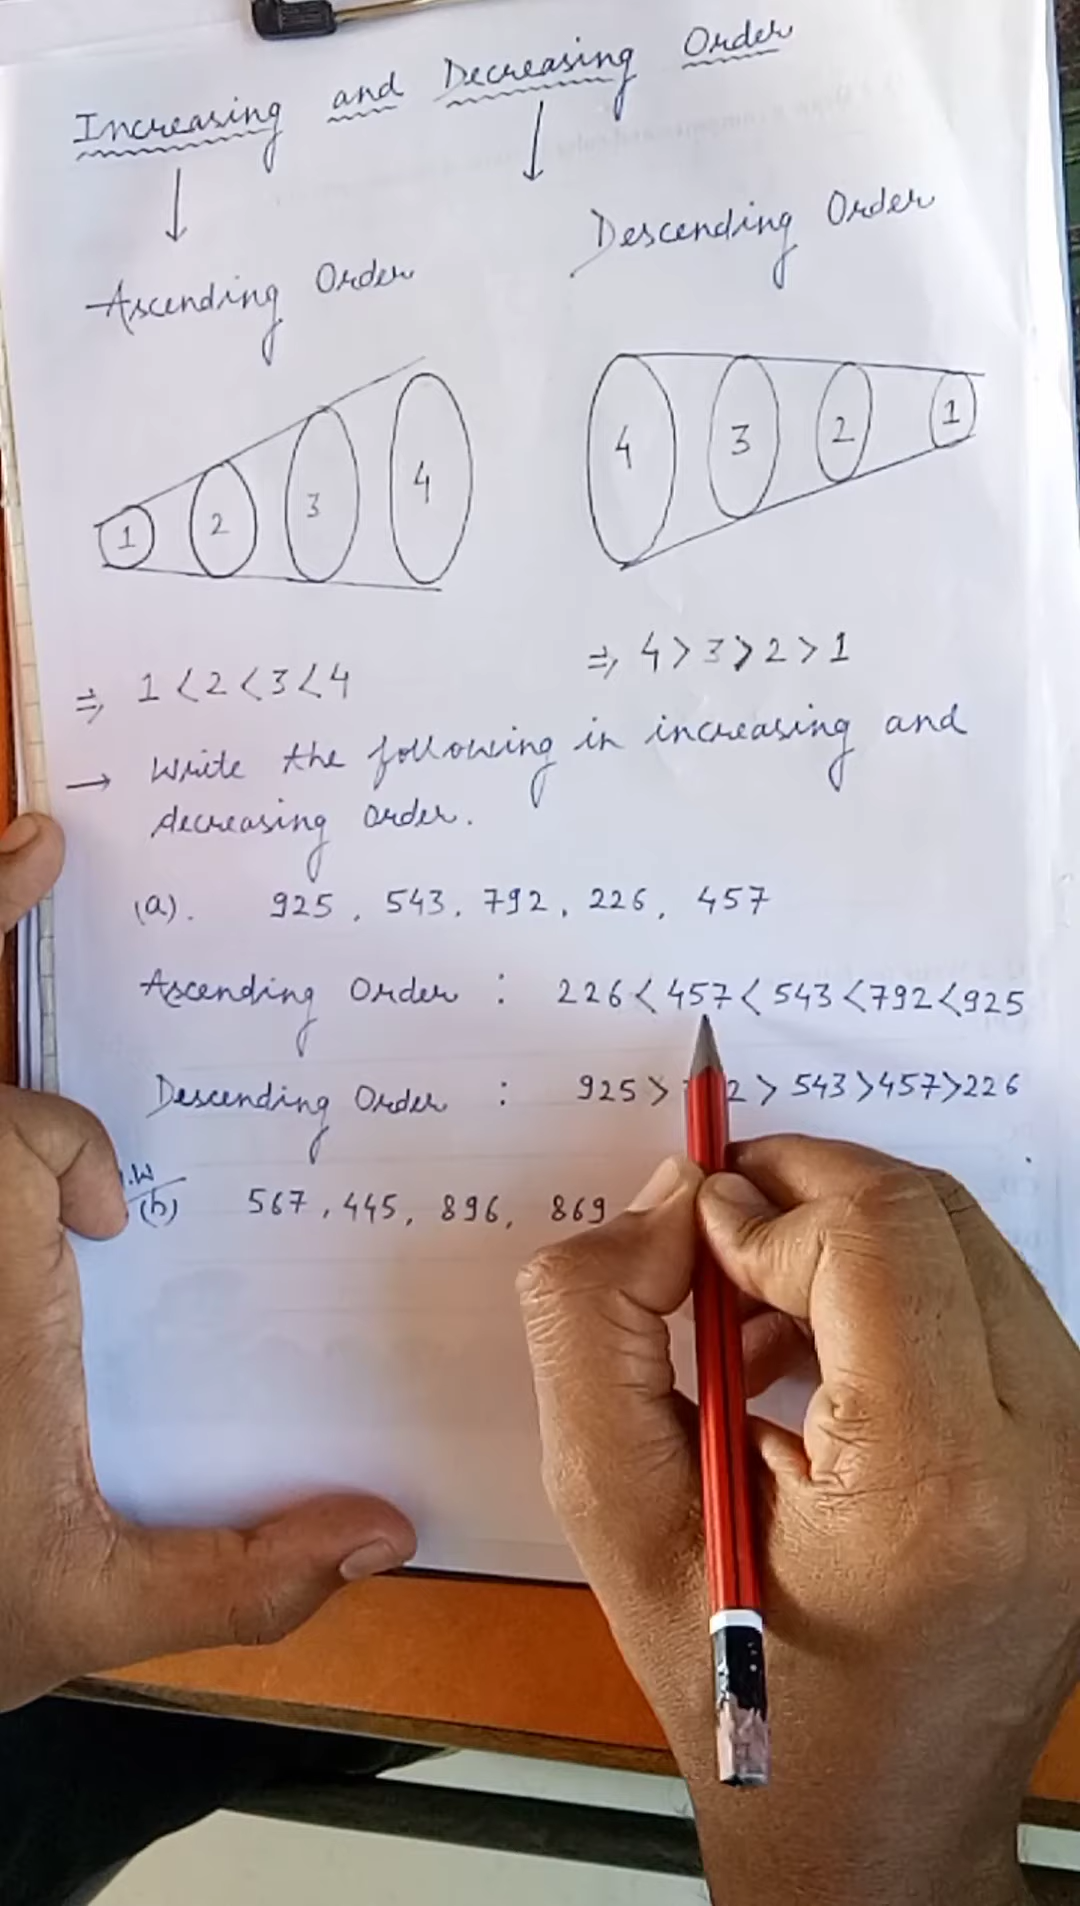 Increasing and Decreasing Order
Ascending Order
Descending Order
1 2 3 4
4 3 2 1
⇒ 1 < 2 < 3 < 4
⇒ 4 > 3 > 2 > 1
→ Write the following in increasing and
decreasing order.
(a). 925, 543, 792, 226, 457
Ascending Order : 226 < 457 < 543 < 792 < 925
Descending Order : 925 > 2 > 543 > 457 > 226
.W
(b) 567, 445, 896, 869